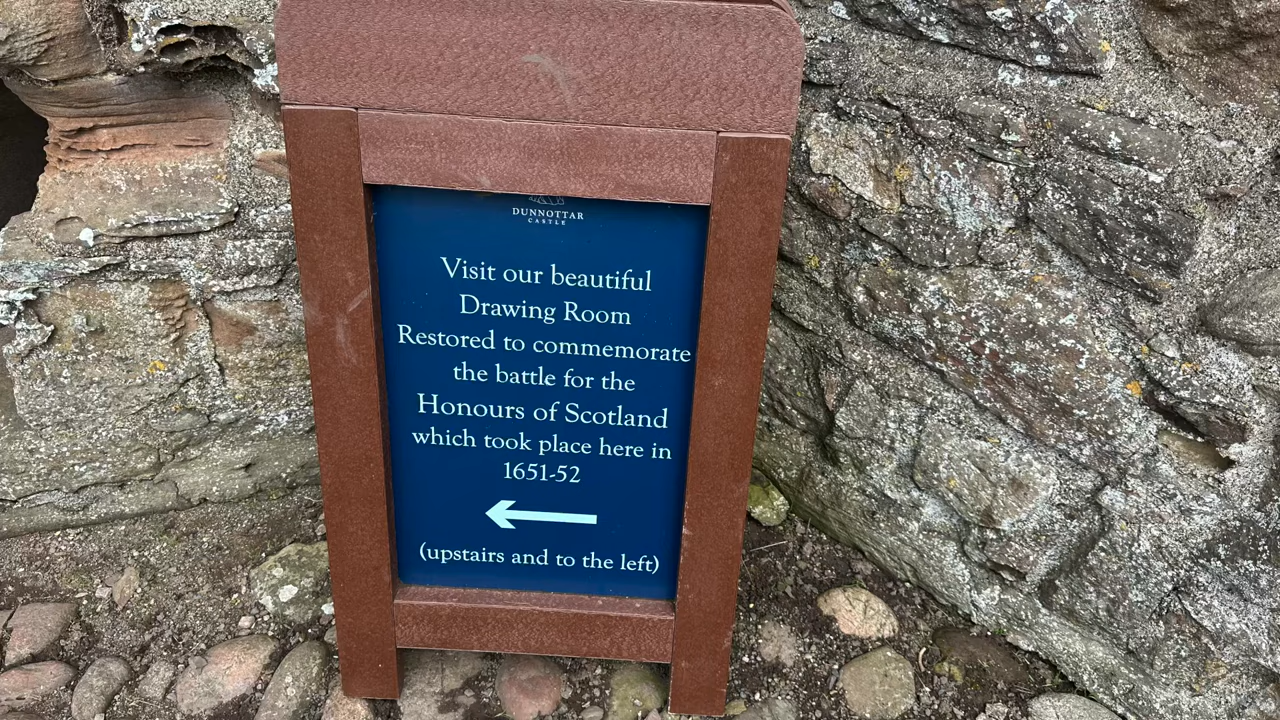 DUNNOTTAR
CASTLE
Visit our beautiful
Drawing Room
Restored to commemorate
the battle for the
Honours of Scotland
which took place here in
1651-52
(upstairs and to the left)